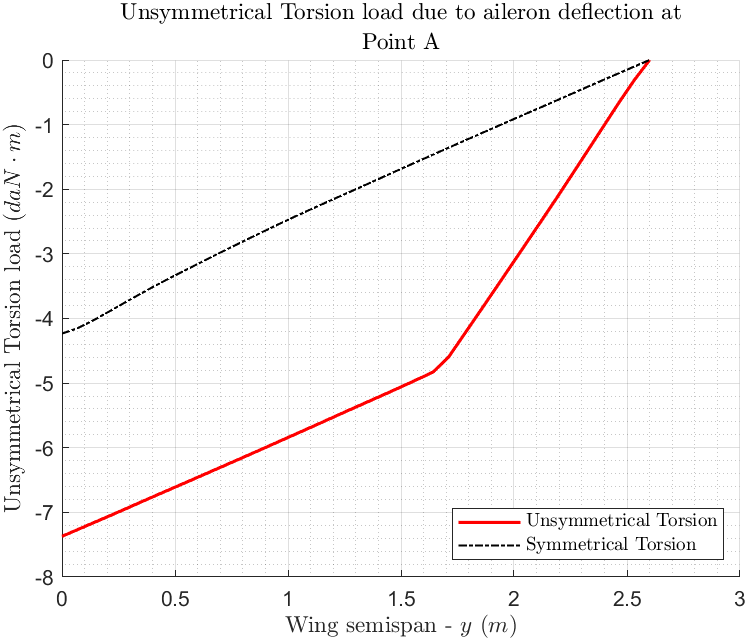 Unsymmetrical Torsion load due to aileron deflection at
Point A
Unsymmetrical Torsion load (daN · m)
0
-1
-2
-3
-4
-5
-6
-7
-8
0 0.5 1 1.5 2 2.5 3
Wing semispan - y (m)
Unsymmetrical Torsion
Symmetrical Torsion